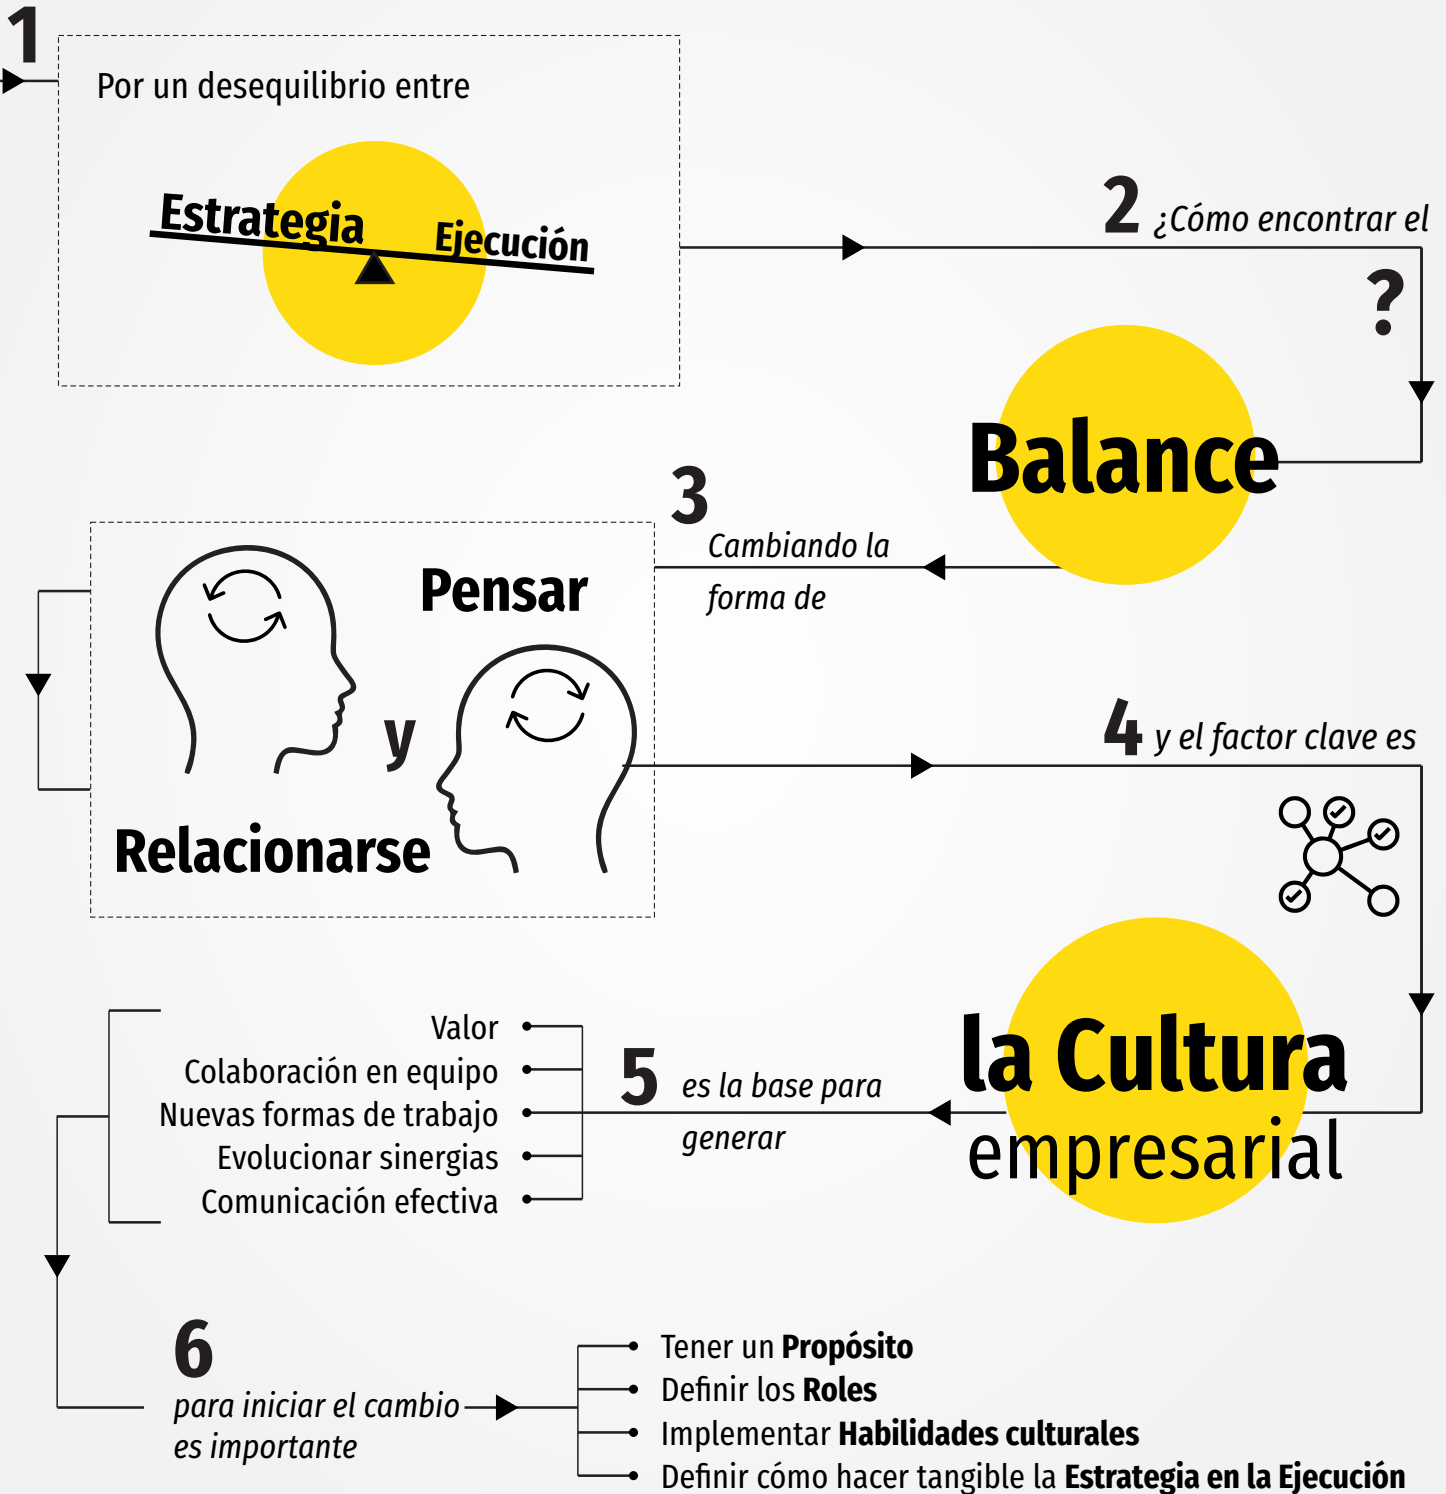 1
Por un desequilibrio entre
Estrategia
Ejecución
2 ¿Cómo encontrar el
?
Balance
3
Cambiando la
forma de
Pensar
y
Relacionarse
4 y el factor clave es
la Cultura
empresarial
5 es la base para
generar
Valor
Colaboración en equipo
Nuevas formas de trabajo
Evolucionar sinergias
Comunicación efectiva
6
para iniciar el cambio
es importante
Tener un Propósito
Definir los Roles
Implementar Habilidades culturales
Definir cómo hacer tangible la Estrategia en la Ejecución